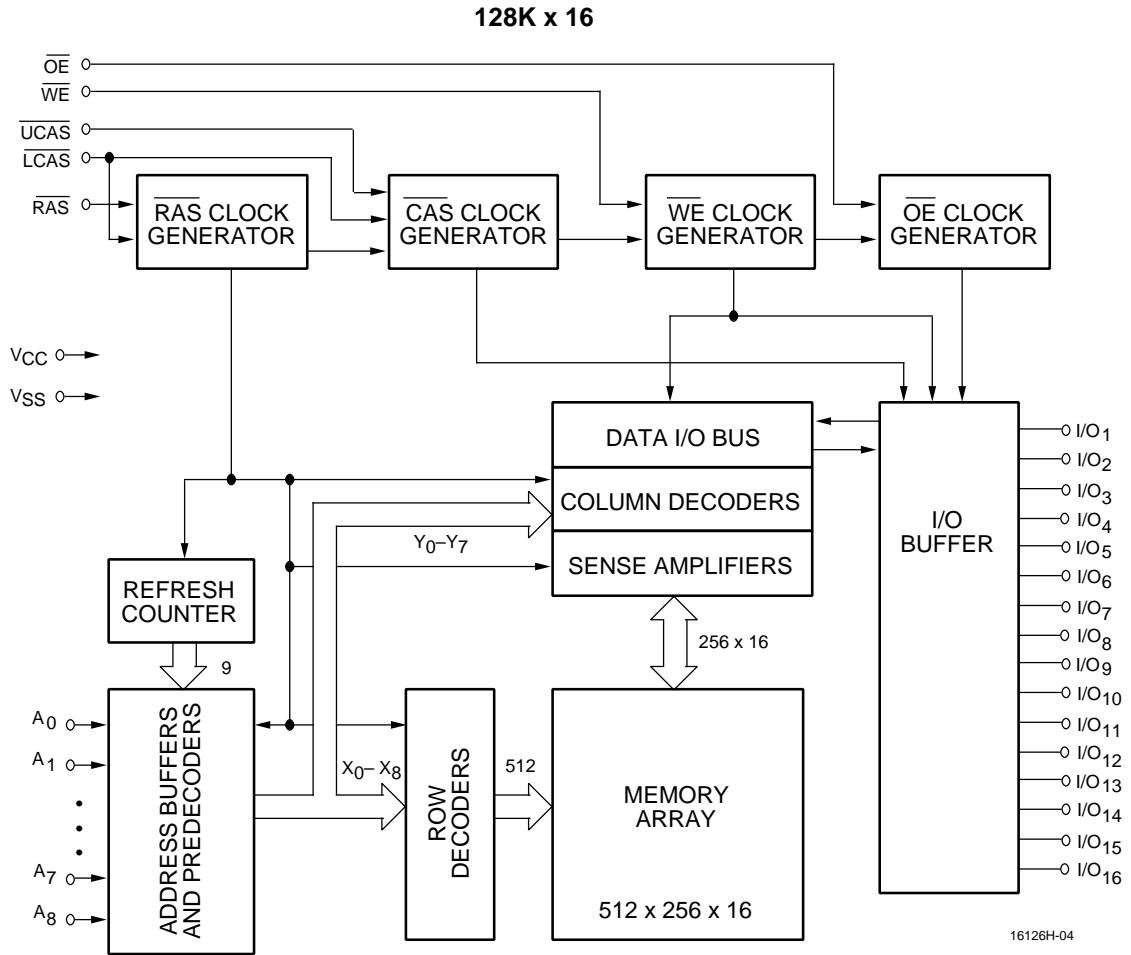 128K x 16
OE
WE
UCAS
LCAS
RAS
RAS CLOCK
GENERATOR
CAS CLOCK
GENERATOR
WE CLOCK
GENERATOR
OE CLOCK
GENERATOR
VCC
VSS
DATA I/O BUS
COLUMN DECODERS
SENSE AMPLIFIERS
Y0–Y7
I/O
BUFFER
I/O1
I/O2
I/O3
I/O4
I/O5
I/O6
I/O7
I/O8
I/O9
I/O10
I/O11
I/O12
I/O13
I/O14
I/O15
I/O16
REFRESH
COUNTER
9
256 x 16
A0
A1
A7
A8
ADDRESS BUFFERS
AND PREDECODERS
X0– X8
ROW
DECODERS
512
MEMORY
ARRAY
512 x 256 x 16
16126H-04